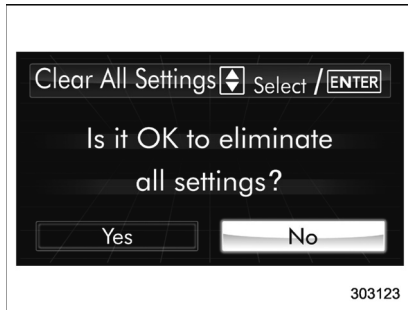 Clear All Settings Select / ENTER
Is it OK to eliminate
all settings?
Yes No
303123